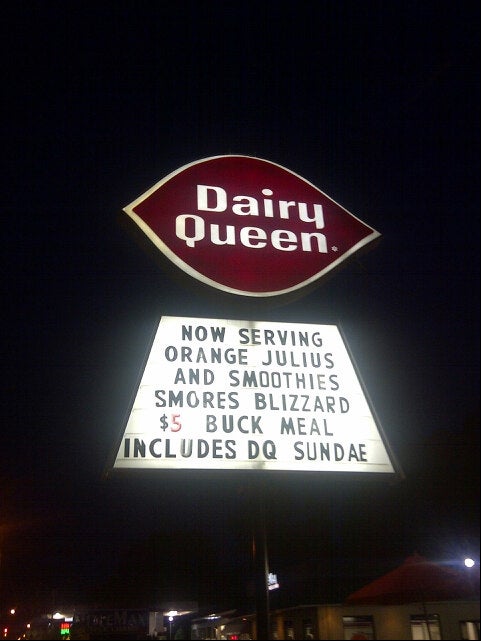 Dairy
Queen
NOW SERVING
ORANGE JULIUS
AND SMOOTHIES
SMORES BLIZZARD
$5 BUCK MEAL
INCLUDES DQ SUNDAE